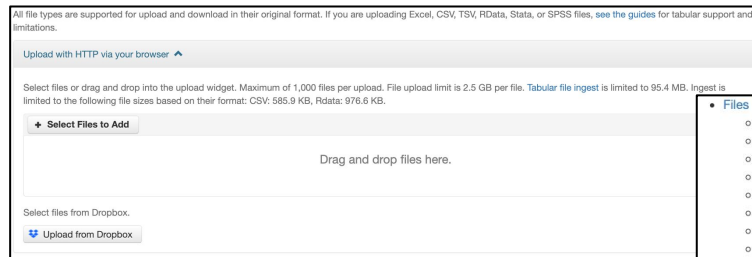 All file types are supported for upload and download in their original format. If you are uploading Excel, CSV, TSV, RData, Stata, or SPSS files, see the guides for tabular support and
limitations.
Upload with HTTP via your browser
Select files or drag and drop into the upload widget. Maximum of 1,000 files per upload. File upload limit is 2.5 GB per file. Tabular file ingest is limited to 95.4 MB. Ingest is
limited to the following file sizes based on their format: CSV: 585.9 KB, Rdata: 976.6 KB.
+ Select Files to Add
Drag and drop files here.
Select files from Dropbox.
Upload from Dropbox
• Files